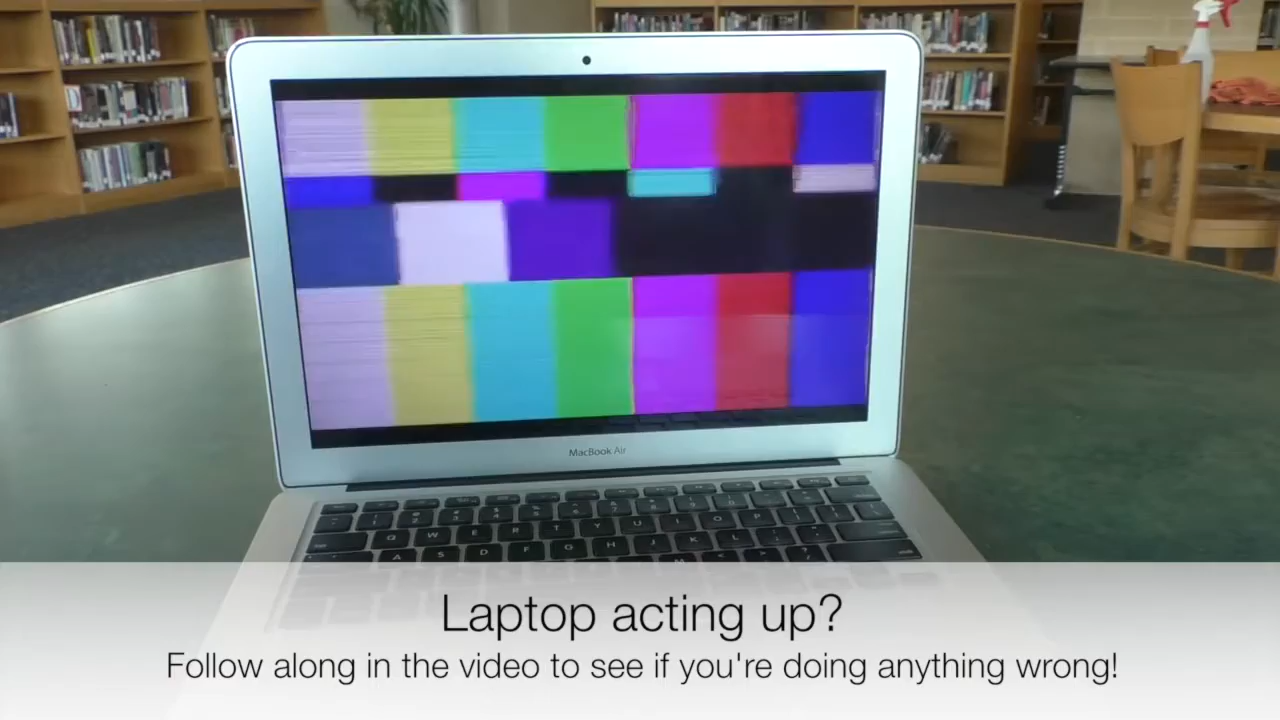 MacBook Air
Q W E R T Y U I O P
A S D F G H J K L
Laptop acting up?
Follow along in the video to see if you're doing anything wrong!